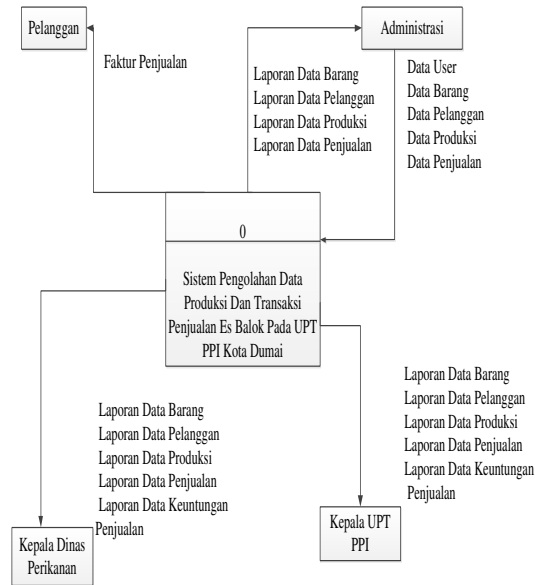 Pelanggan
Administrasi
Faktur Penjualan
Laporan Data Barang
Laporan Data Pelanggan
Laporan Data Produksi
Laporan Data Penjualan
Data User
Data Barang
Data Pelanggan
Data Produksi
Data Penjualan
0
Sistem Pengolahan Data
Produksi Dan Transaksi
Penjualan Es Balok Pada UPT
PPI Kota Dumai
Laporan Data Barang
Laporan Data Pelanggan
Laporan Data Produksi
Laporan Data Penjualan
Laporan Data Keuntungan
Penjualan
Laporan Data Barang
Laporan Data Pelanggan
Laporan Data Produksi
Laporan Data Penjualan
Laporan Data Keuntungan
Penjualan
Kepala Dinas
Perikanan
Kepala UPT
PPI